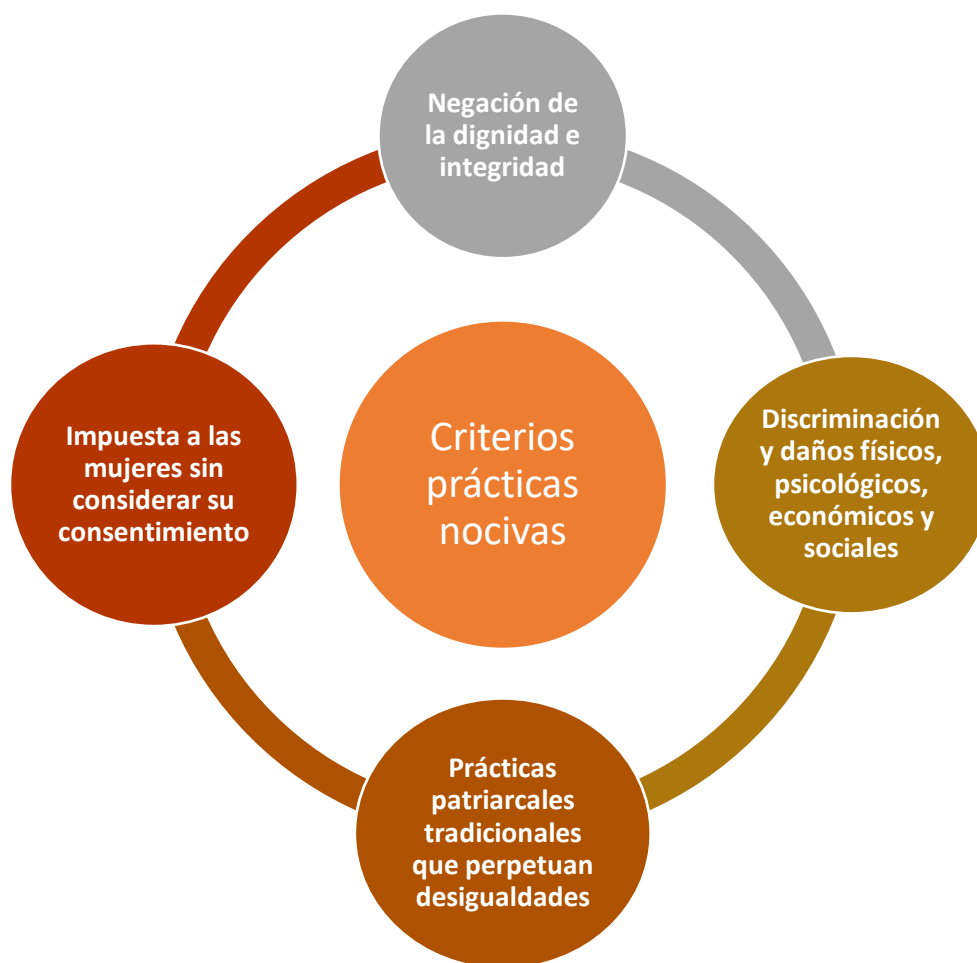 Negación de
la dignidad e
integridad
Discriminación
y daños físicos,
psicológicos,
económicos y
sociales
Prácticas
patriarcales
tradicionales
que perpetuan
desigualdades
Impuesta a las
mujeres sin
considerar su
consentimiento
Criterios
prácticas
nocivas